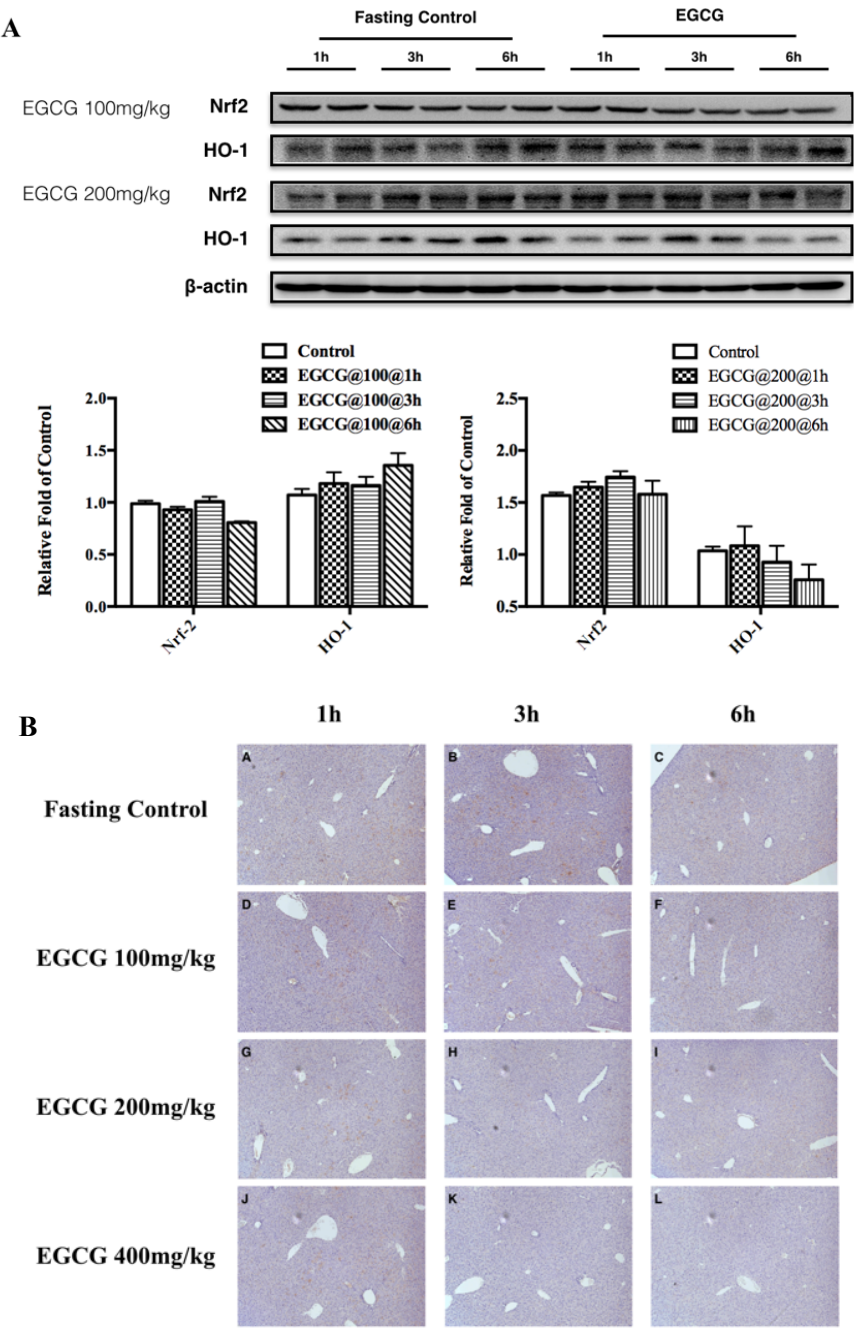 A
Fasting Control
EGCG
1h 3h 6h 1h 3h 6h
EGCG 100mg/kg Nrf2
HO-1
EGCG 200mg/kg Nrf2
HO-1
β-actin
Control
EGCG@100@1h
EGCG@100@3h
EGCG@100@6h
Relative Fold of Control
2.0
1.5
1.0
0.5
0.0
Nrf-2
HO-1
Control
EGCG@200@1h
EGCG@200@3h
EGCG@200@6h
Relative Fold of Control
2.5
2.0
1.5
1.0
0.5
Nrf2
HO-1
B
1h 3h 6h
Fasting Control
A B C
EGCG 100mg/kg
D E F
EGCG 200mg/kg
G H I
EGCG 400mg/kg
J K L